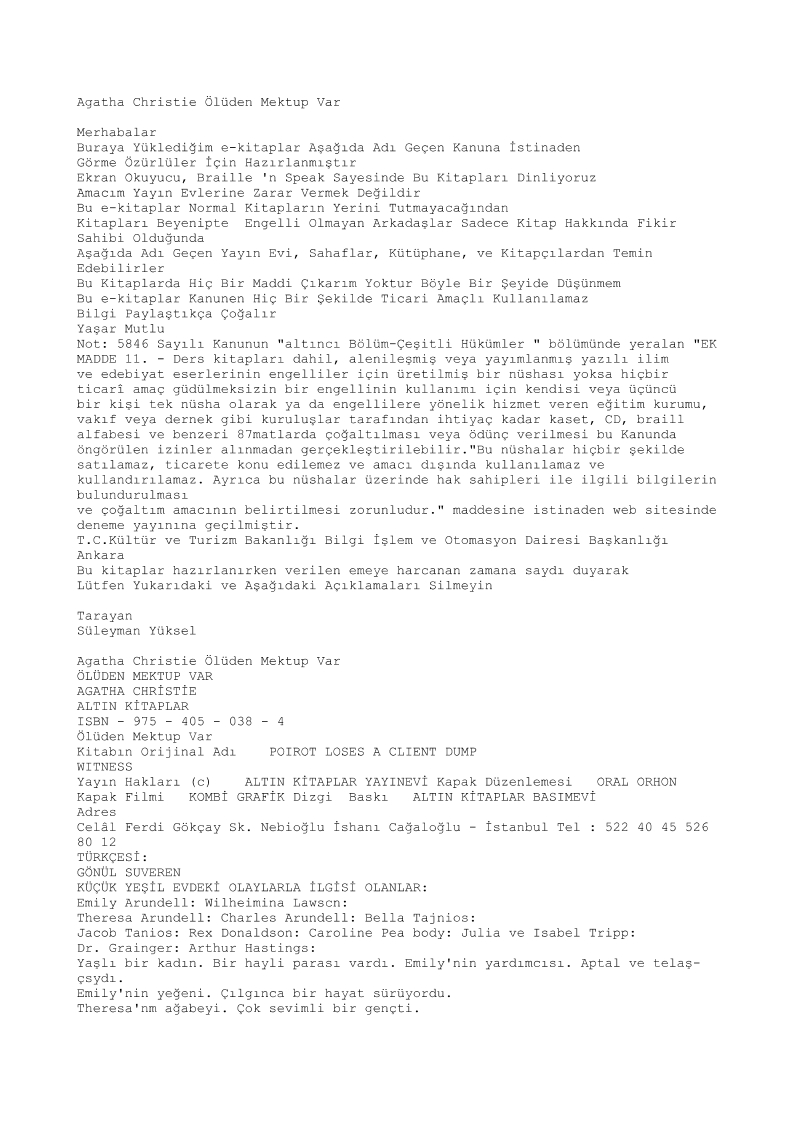 Agatha Christie Ölüden Mektup Var
Merhabalar
Buraya Yüklediğim e-kitaplar Aşağıda Adı Geçen Kanuna İstinaden
Görme Özürlüler İçin Hazırlanmıştır
Ekran Okuyucu, Braille 'n Speak Sayesinde Bu Kitapları Dinliyoruz
Amacım Yayın Evlerine Zarar Vermek Değildir
Bu e-kitaplar Normal Kitapların Yerini Tutmayacağından
Kitapları Beyenipte  Engelli Olmayan Arkadaşlar Sadece Kitap Hakkında Fikir
Sahibi Olduğunda
Aşağıda Adı Geçen Yayın Evi, Sahaflar, Kütüphane, ve Kitapçılardan Temin
Edebilirler
Bu Kitaplarda Hiç Bir Maddi Çıkarım Yoktur Böyle Bir Şeyide Düşünmem
Bu e-kitaplar Kanunen Hiç Bir Şekilde Ticari Amaçlı Kullanılamaz
Bilgi Paylaştıkça Çoğalır
Yaşar Mutlu
Not: 5846 Sayılı Kanunun "altıncı Bölüm-Çeşitli Hükümler " bölümünde yeralan "EK
MADDE 11. - Ders kitapları dahil, alenileşmiş veya yayımlanmış yazılı ilim
ve edebiyat eserlerinin engelliler için üretilmiş bir nüshası yoksa hiçbir
ticarî amaç güdülmeksizin bir engellinin kullanımı için kendisi veya üçüncü
bir kişi tek nüsha olarak ya da engellilere yönelik hizmet veren eğitim kurumu,
vakıf veya dernek gibi kuruluşlar tarafından ihtiyaç kadar kaset, CD, braill
alfabesi ve benzeri 87matlarda çoğaltılması veya ödünç verilmesi bu Kanunda
öngörülen izinler alınmadan gerçekleştirilebilir."Bu nüshalar hiçbir şekilde
satılamaz, ticarete konu edilemez ve amacı dışında kullanılamaz ve
kullandırılamaz. Ayrıca bu nüshalar üzerinde hak sahipleri ile ilgili bilgilerin
bulundurulması
ve çoğaltım amacının belirtilmesi zorunludur." maddesine istinaden web sitesinde
deneme yayınına geçilmiştir.
T.C.Kültür ve Turizm Bakanlığı Bilgi İşlem ve Otomasyon Dairesi Başkanlığı
Ankara
Bu kitaplar hazırlanırken verilen emeye harcanan zamana saydı duyarak
Lütfen Yukarıdaki ve Aşağıdaki Açıklamaları Silmeyin
Tarayan
Süleyman Yüksel
Agatha Christie Ölüden Mektup Var
ÖLÜDEN MEKTUP VAR
AGATHA CHRİSTİE
ALTIN KİTAPLAR
ISBN - 975 - 405 - 038 - 4
Ölüden Mektup Var
Kitabın Orijinal Adı    POIROT LOSES A CLIENT DUMP
WITNESS
Yayın Hakları (c)    ALTIN KİTAPLAR YAYINEVİ Kapak Düzenlemesi   ORAL ORHON
Kapak Filmi   KOMBİ GRAFİK Dizgi  Baskı   ALTIN KİTAPLAR BASIMEVİ
Adres
Celâl Ferdi Gökçay Sk. Nebioğlu İshanı Cağaloğlu - İstanbul Tel : 522 40 45 526
80 12
TÜRKÇESİ:
GÖNÜL SUVEREN
KÜÇÜK YEŞİL EVDEKİ OLAYLARLA İLGİSİ OLANLAR:
Emily Arundell: Wilheimina Lawscn:
Theresa Arundell: Charles Arundell: Bella Tajnios:
Jacob Tanios: Rex Donaldson: Caroline Pea body: Julia ve Isabel Tripp:
Dr. Grainger: Arthur Hastings:
Yaşlı bir kadın. Bir hayli parası vardı. Emily'nin yardımcısı. Aptal ve telaş-
çsydı.
Emily'nin yeğeni. Çılgınca bir hayat sürüyordu.
Theresa'nm ağabeyi. Çok sevimli bir gençti.